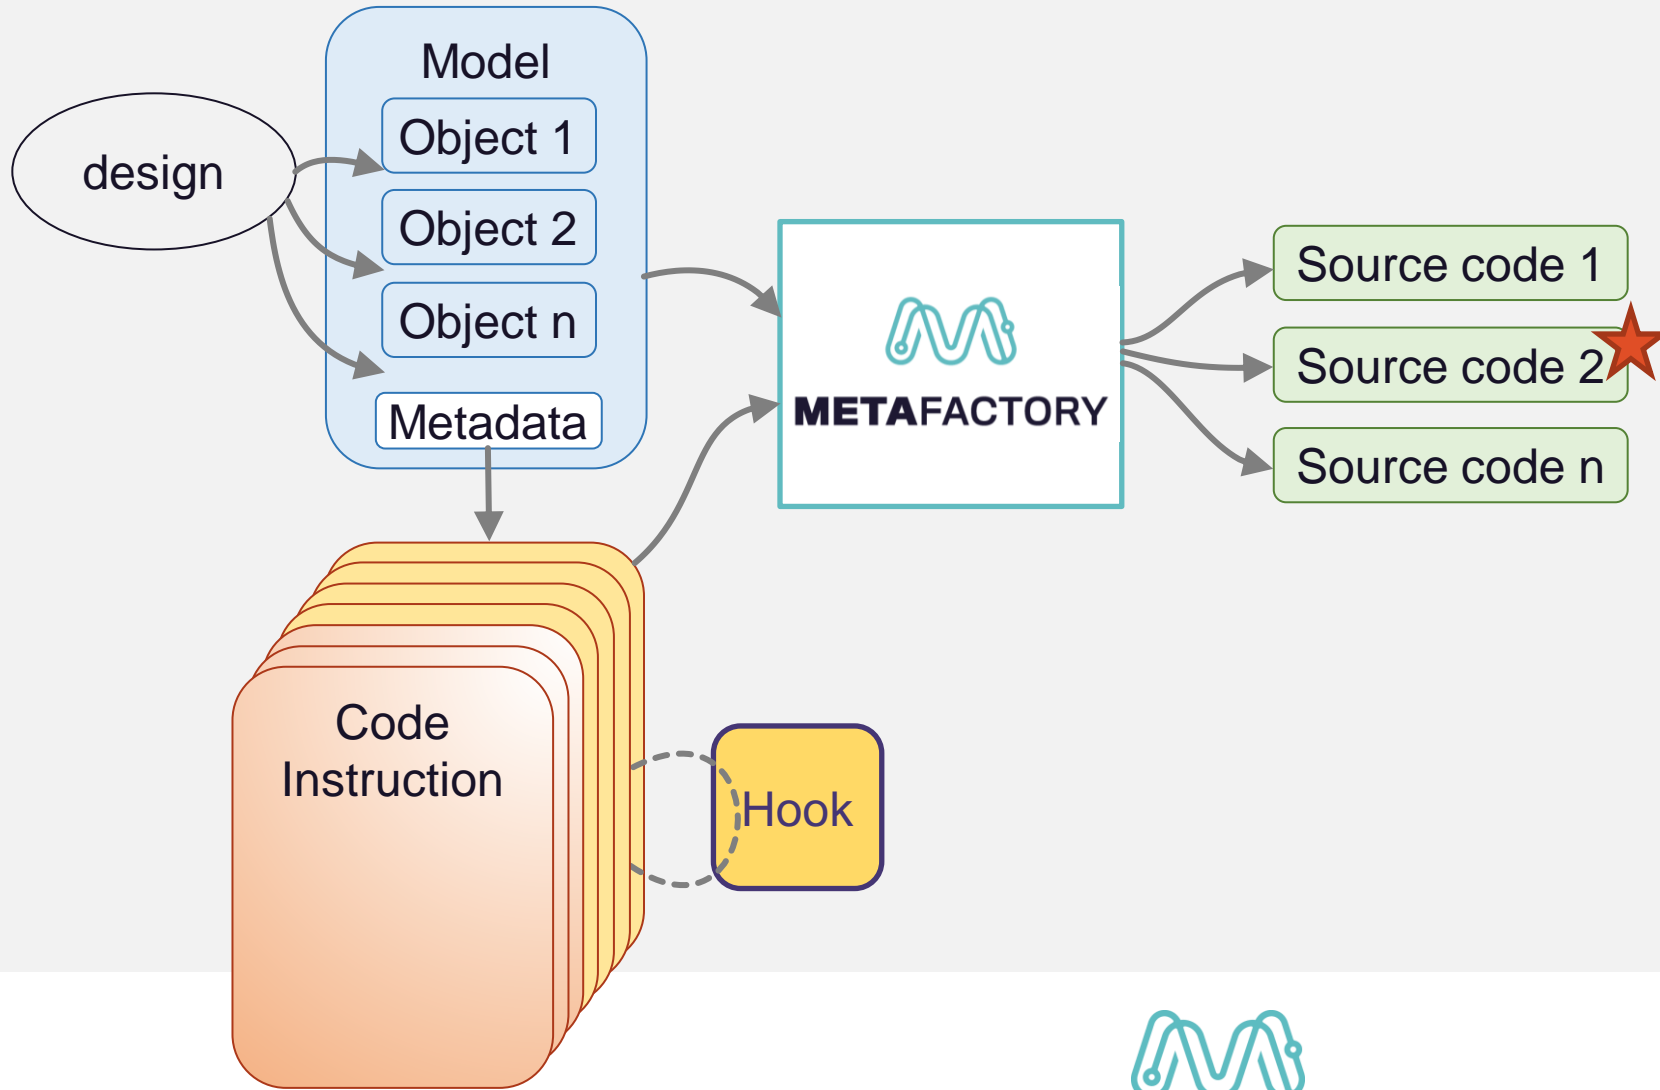 Model
Object 1
Object 2
Object n
Metadata
design
METAFACTORY
Source code 1
Source code 2
Source code n
Code
Instruction
Hook